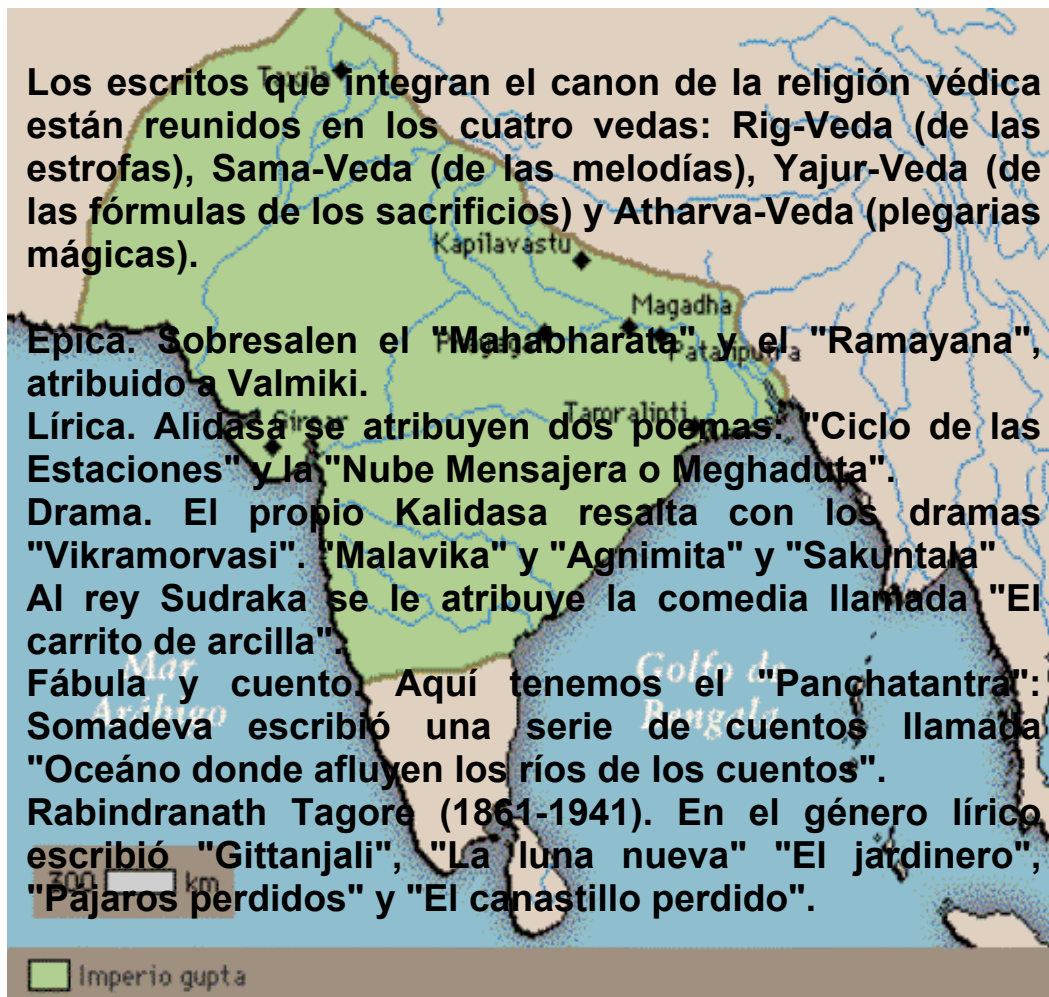 Los escritos que integran el canon de la religión védica
están reunidos en los cuatro vedas: Rig-Veda (de las
estrofas), Sama-Veda (de las melodías), Yajur-Veda (de
las fórmulas de los sacrificios) y Atharva-Veda (plegarias
mágicas).
Epica. Sobresalen el "Mahabharata" y el "Ramayana",
atribuido a Valmiki.
Lírica. Alidasa se atribuyen dos poemas: "Ciclo de las
Estaciones" y la "Nube Mensajera o Meghaduta".
Drama. El propio Kalidasa resalta con los dramas
"Vikramorvasi". "Malavika" y "Agnimita" y "Sakuntala"
Al rey Sudraka se le atribuye la comedia llamada "El
carrito de arcilla".
Fábula y cuento. Aquí tenemos el "Panchatantra":
Somadeva escribió una serie de cuentos llamada
"Oceáno donde afluyen los ríos de los cuentos".
Rabindranath Tagore (1861-1941). En el género lírico
escribió "Gittanjali", "La luna nueva" "El jardinero",
"Pájaros perdidos" y "El canastillo perdido".
Taxila
Kapilavastu
Magadha
Pataliputra
Girnar
Tamralipti
Mar
Arábigo
Golfo de
Bengala
300 km
Imperio gupta